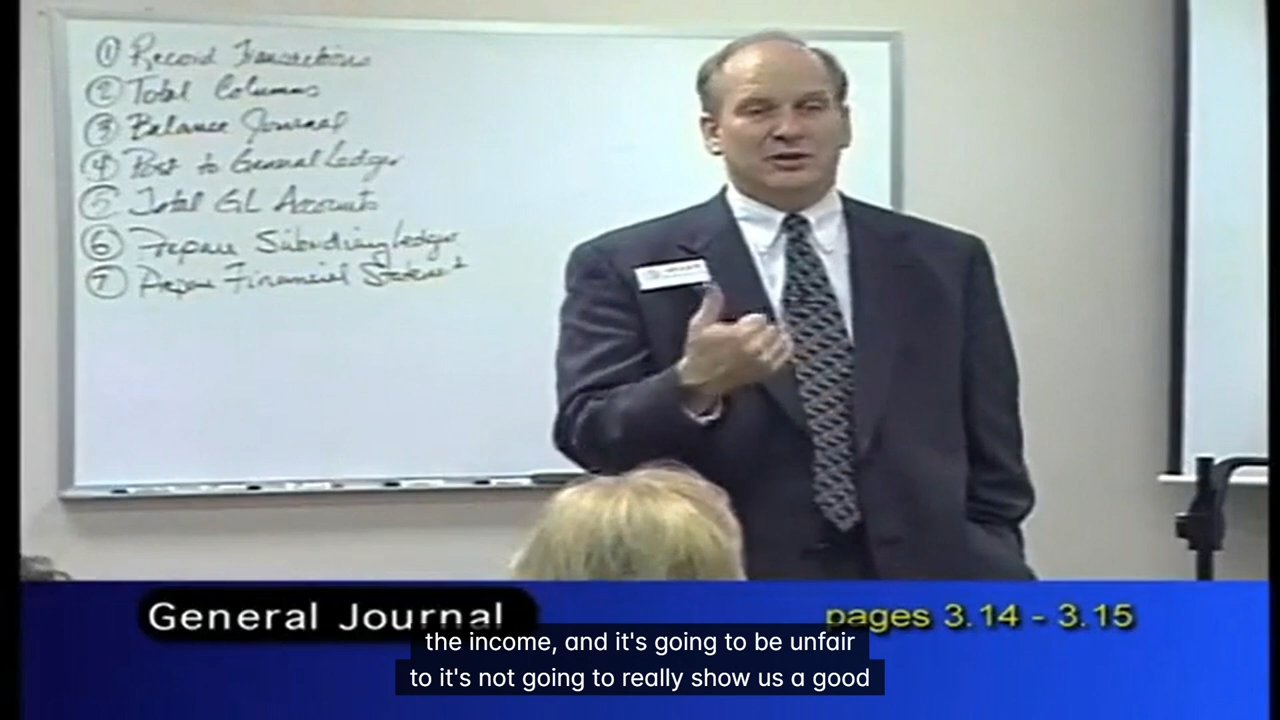 ① Record Transactions
② Total Columns
③ Balance Journal
④ Post to General Ledger
⑤ Total GL Accounts
⑥ Prepare Subsidiary Ledger
⑦ Prepare Financial Statement
General Journal
pages 3.14 - 3.15
the income, and it's going to be unfair
to it's not going to really show us a good